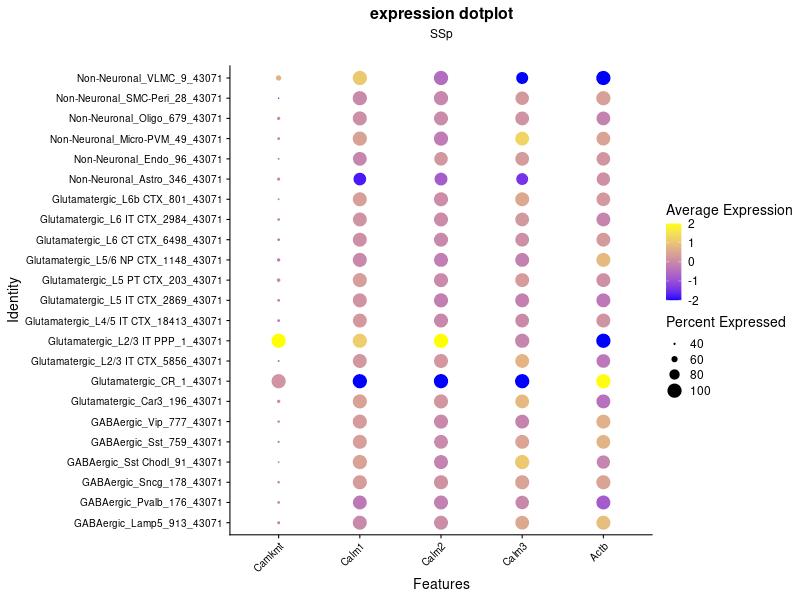 expression dotplot
SSp
Identity
Non-Neuronal_VLMC_9_43071
Non-Neuronal_SMC-Peri_28_43071
Non-Neuronal_Oligo_679_43071
Non-Neuronal_Micro-PVM_49_43071
Non-Neuronal_Endo_96_43071
Non-Neuronal_Astro_346_43071
Glutamatergic_L6b CTX_801_43071
Glutamatergic_L6 IT CTX_2984_43071
Glutamatergic_L6 CT CTX_6498_43071
Glutamatergic_L5/6 NP CTX_1148_43071
Glutamatergic_L5 PT CTX_203_43071
Glutamatergic_L5 IT CTX_2869_43071
Glutamatergic_L4/5 IT CTX_18413_43071
Glutamatergic_L2/3 IT PPP_1_43071
Glutamatergic_L2/3 IT CTX_5856_43071
Glutamatergic_CR_1_43071
Glutamatergic_Car3_196_43071
GABAergic_Vip_777_43071
GABAergic_Sst_759_43071
GABAergic_Sst Chodl_91_43071
GABAergic_Sncg_178_43071
GABAergic_Pvalb_176_43071
GABAergic_Lamp5_913_43071
Camkmt
Calm1
Calm2
Calm3
Actb
Features
Average Expression
2
1
0
-1
-2
Percent Expressed
40
60
80
100